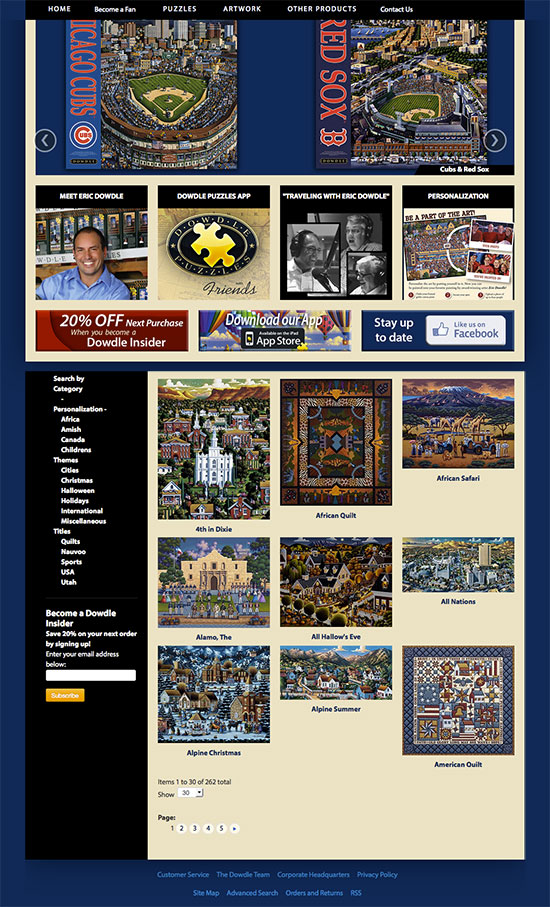 HOME Become a Fan PUZZLES ARTWORK OTHER PRODUCTS Contact Us
CHICAGO CUBS
CUBS
DOWDLE
RED SOX
B
DOWDLE
Cubs & Red Sox
MEET ERIC DOWDLE
DOWDLE PUZZLES APP
"TRAVELING WITH ERIC DOWDLE"
PERSONALIZATION
DOWDLE
PUZZLES
Friends
BE A PART OF THE ART!
20% OFF Next Purchase
When you become a
Dowdle Insider
Download our App
Available on the iPad
App Store
Stay up
to date
Like us on
Facebook
Search by
Category
-
Personalization -
Africa
Amish
Canada
Childrens
Themes
Cities
Christmas
Halloween
Holidays
International
Miscellaneous
Titles
Quilts
Nauvoo
Sports
USA
Utah
Become a Dowdle
Insider
Save 20% on your next order
by signing up!
Enter your email address
below:
Subscribe
4th in Dixie
African Quilt
African Safari
Alamo, The
All Hallow's Eve
All Nations
Alpine Christmas
Alpine Summer
American Quilt
Items 1 to 30 of 262 total
Show 30
Page:
1 2 3 4 5 »
Customer Service The Dowdle Team Corporate Headquarters Privacy Policy
Site Map Advanced Search Orders and Returns RSS